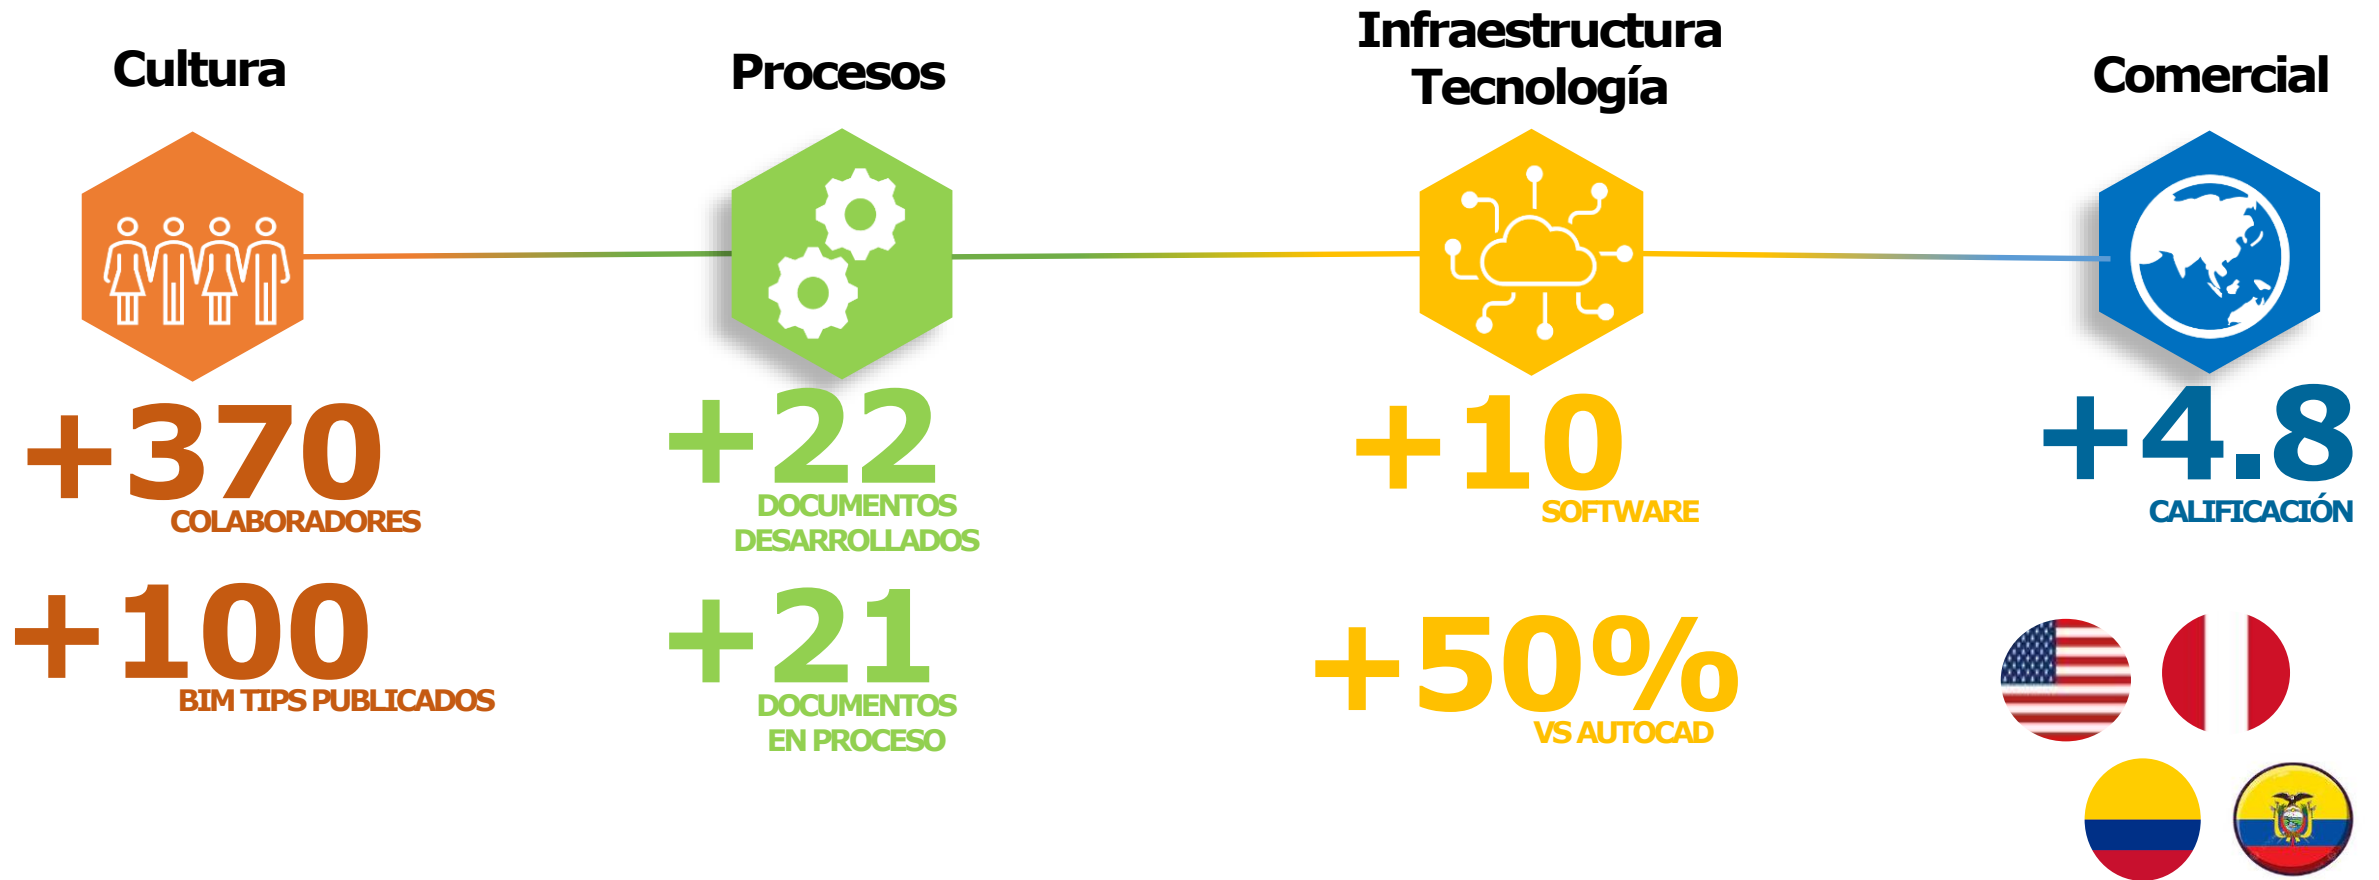 Cultura
+370
COLABORADORES
+100
BIM TIPS PUBLICADOS
Procesos
+22
DOCUMENTOS
DESARROLLADOS
+21
DOCUMENTOS
EN PROCESO
Infraestructura
Tecnología
+10
SOFTWARE
+50%
VS AUTOCAD
Comercial
+4.8
CALIFICACIÓN